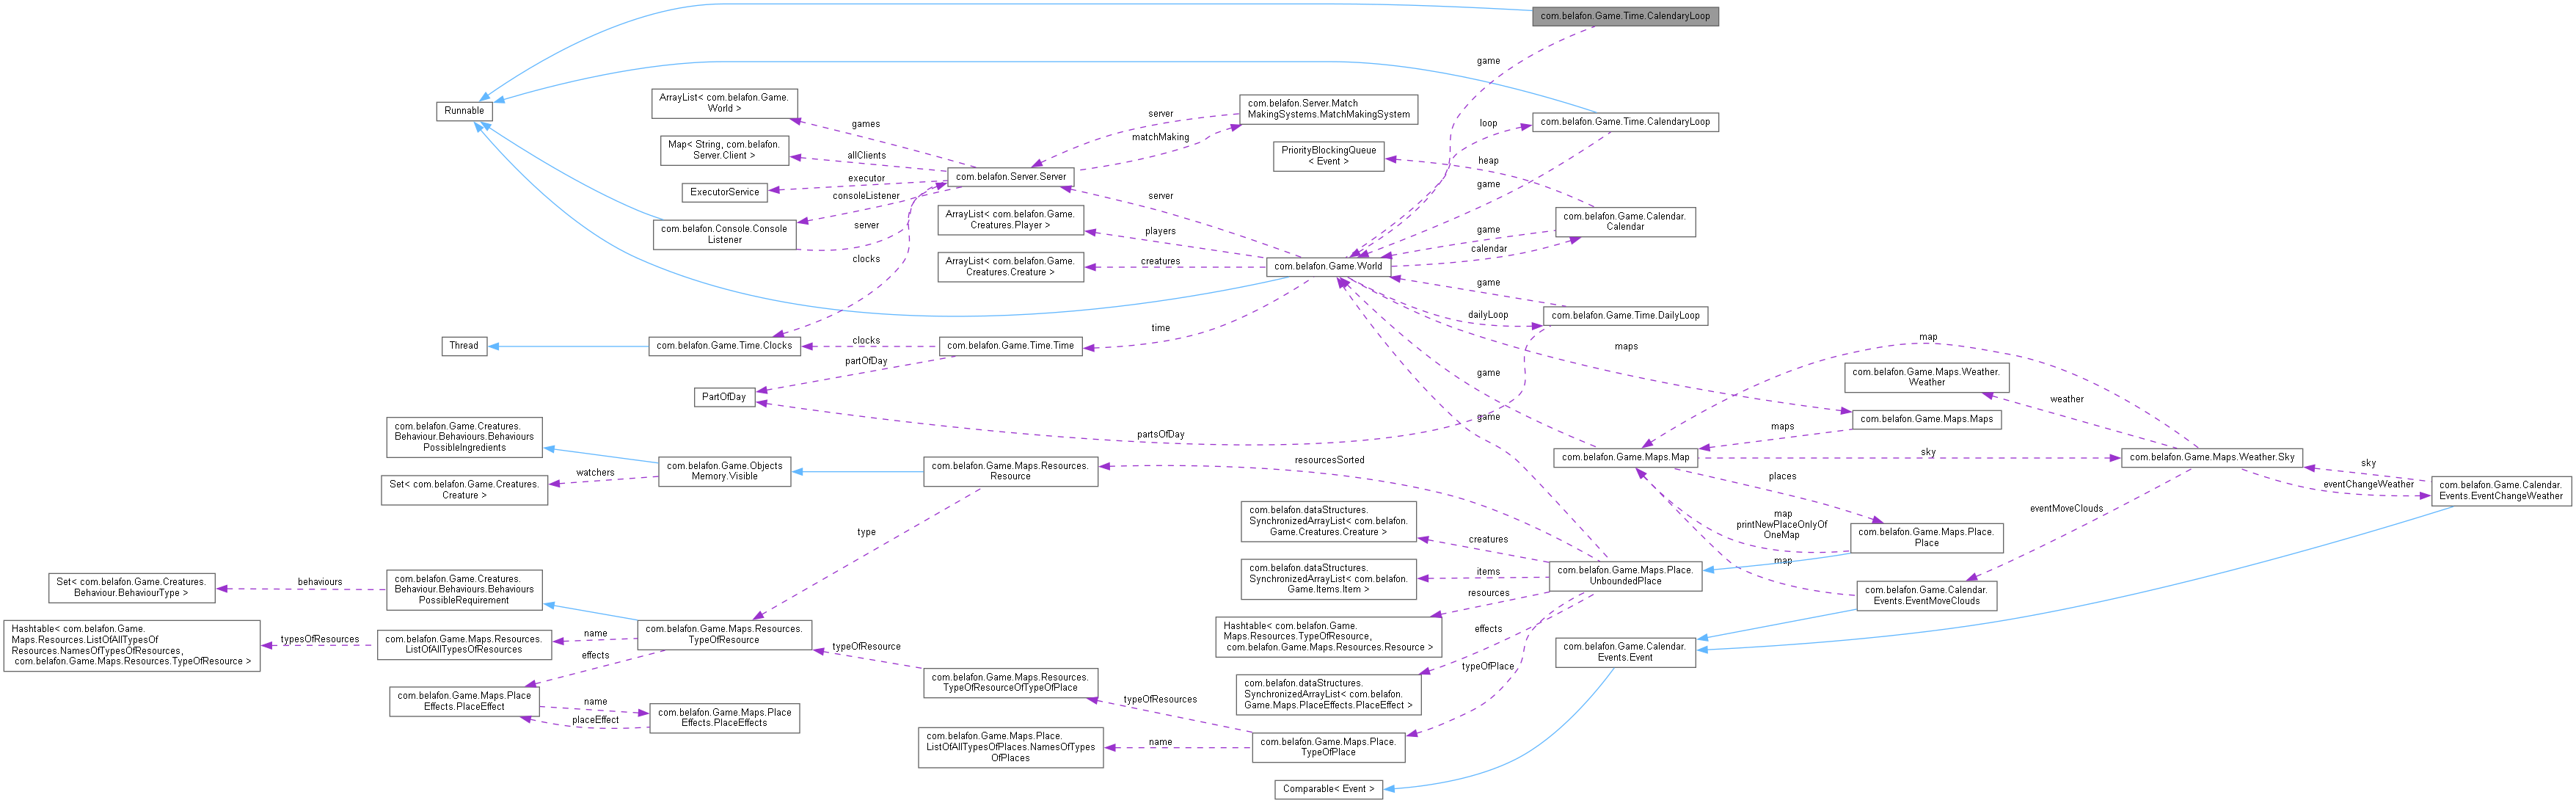 com.belafon.Game.Time.CalendaryLoop
game
Runnable
ArrayList< com.belafon.Game.
World >
games
com.belafon.Server.Match
MakingSystems.MatchMakingSystem
server
matchMaking
loop
com.belafon.Game.Time.CalendaryLoop
Map< String, com.belafon.
Server.Client >
allClients
PriorityBlockingQueue
< Event >
heap
ExecutorService
executor
com.belafon.Server.Server
consoleListener
game
server
com.belafon.Console.Console
Listener
server
ArrayList< com.belafon.Game.
Creatures.Player >
players
com.belafon.Game.Calendar.
Calendar
game
calendar
clocks
ArrayList< com.belafon.Game.
Creatures.Creature >
creatures
com.belafon.Game.World
game
dailyLoop
com.belafon.Game.Time.DailyLoop
time
Thread
com.belafon.Game.Time.Clocks
clocks
com.belafon.Game.Time.Time
partOfDay
maps
map
PartOfDay
game
com.belafon.Game.Maps.Weather.
Weather
weather
game
partsOfDay
com.belafon.Game.Maps.Maps
maps
com.belafon.Game.Creatures.
Behaviour.Behaviours.Behaviours
PossibleIngredients
com.belafon.Game.Maps.Map
sky
com.belafon.Game.Maps.Weather.Sky
sky
com.belafon.Game.Objects
Memory.Visible
watchers
com.belafon.Game.Maps.Resources.
Resource
resourcesSorted
places
eventChangeWeather
Set< com.belafon.Game.Creatures.
Creature >
com.belafon.Game.Calendar.
Events.EventChangeWeather
com.belafon.dataStructures.
SynchronizedArrayList< com.belafon.
Game.Creatures.Creature >
creatures
map
printNewPlaceOnlyOf
OneMap
eventMoveClouds
com.belafon.Game.Maps.Place.
Place
type
map
com.belafon.dataStructures.
SynchronizedArrayList< com.belafon.
Game.Items.Item >
items
com.belafon.Game.Maps.Place.
UnboundedPlace
Set< com.belafon.Game.Creatures.
Behaviour.BehaviourType >
behaviours
com.belafon.Game.Creatures.
Behaviour.Behaviours.Behaviours
PossibleRequirement
resources
com.belafon.Game.Calendar.
Events.EventMoveClouds
Hashtable< com.belafon.Game.
Maps.Resources.ListOfAllTypesOf
Resources.NamesOfTypesOfResources,
com.belafon.Game.Maps.Resources.TypeOfResource >
typesOfResources
com.belafon.Game.Maps.Resources.
ListOfAllTypesOfResources
name
effects
com.belafon.Game.Maps.Resources.
TypeOfResource
typeOfResource
Hashtable< com.belafon.Game.
Maps.Resources.TypeOfResource,
com.belafon.Game.Maps.Resources.Resource >
effects
com.belafon.Game.Calendar.
Events.Event
typeOfPlace
com.belafon.Game.Maps.Resources.
TypeOfResourceOfTypeOfPlace
typeOfResources
com.belafon.dataStructures.
SynchronizedArrayList< com.belafon.
Game.Maps.PlaceEffects.PlaceEffect >
com.belafon.Game.Maps.Place
Effects.PlaceEffect
name
placeEffect
com.belafon.Game.Maps.Place
Effects.PlaceEffects
com.belafon.Game.Maps.Place.
ListOfAllTypesOfPlaces.NamesOfTypes
OfPlaces
name
com.belafon.Game.Maps.Place.
TypeOfPlace
Comparable< Event >